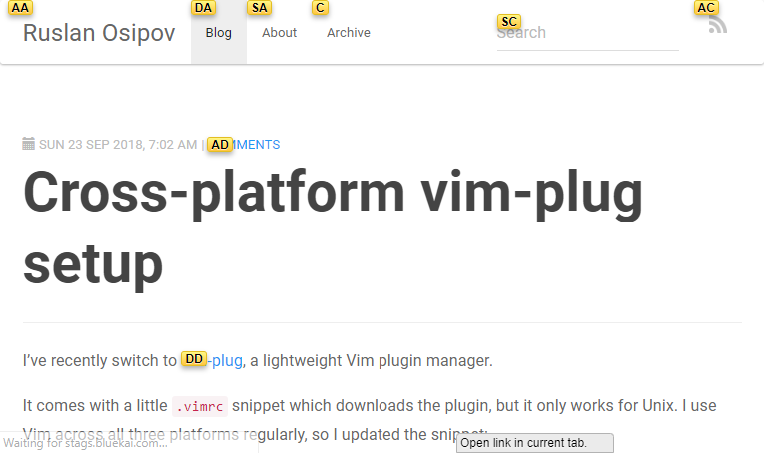 AA DA SA C SC AC
Ruslan Osipov Blog About Archive Search
SUN 23 SEP 2018, 7:02 AM | AD MMENTS
Cross-platform vim-plug
setup
I've recently switch to DD -plug, a lightweight Vim plugin manager.
It comes with a little .vimrc snippet which downloads the plugin, but it only works for Unix. I use
Vim across all three platforms regularly, so I updated the snippet:
Waiting for stags.bluekai.com... Open link in current tab.